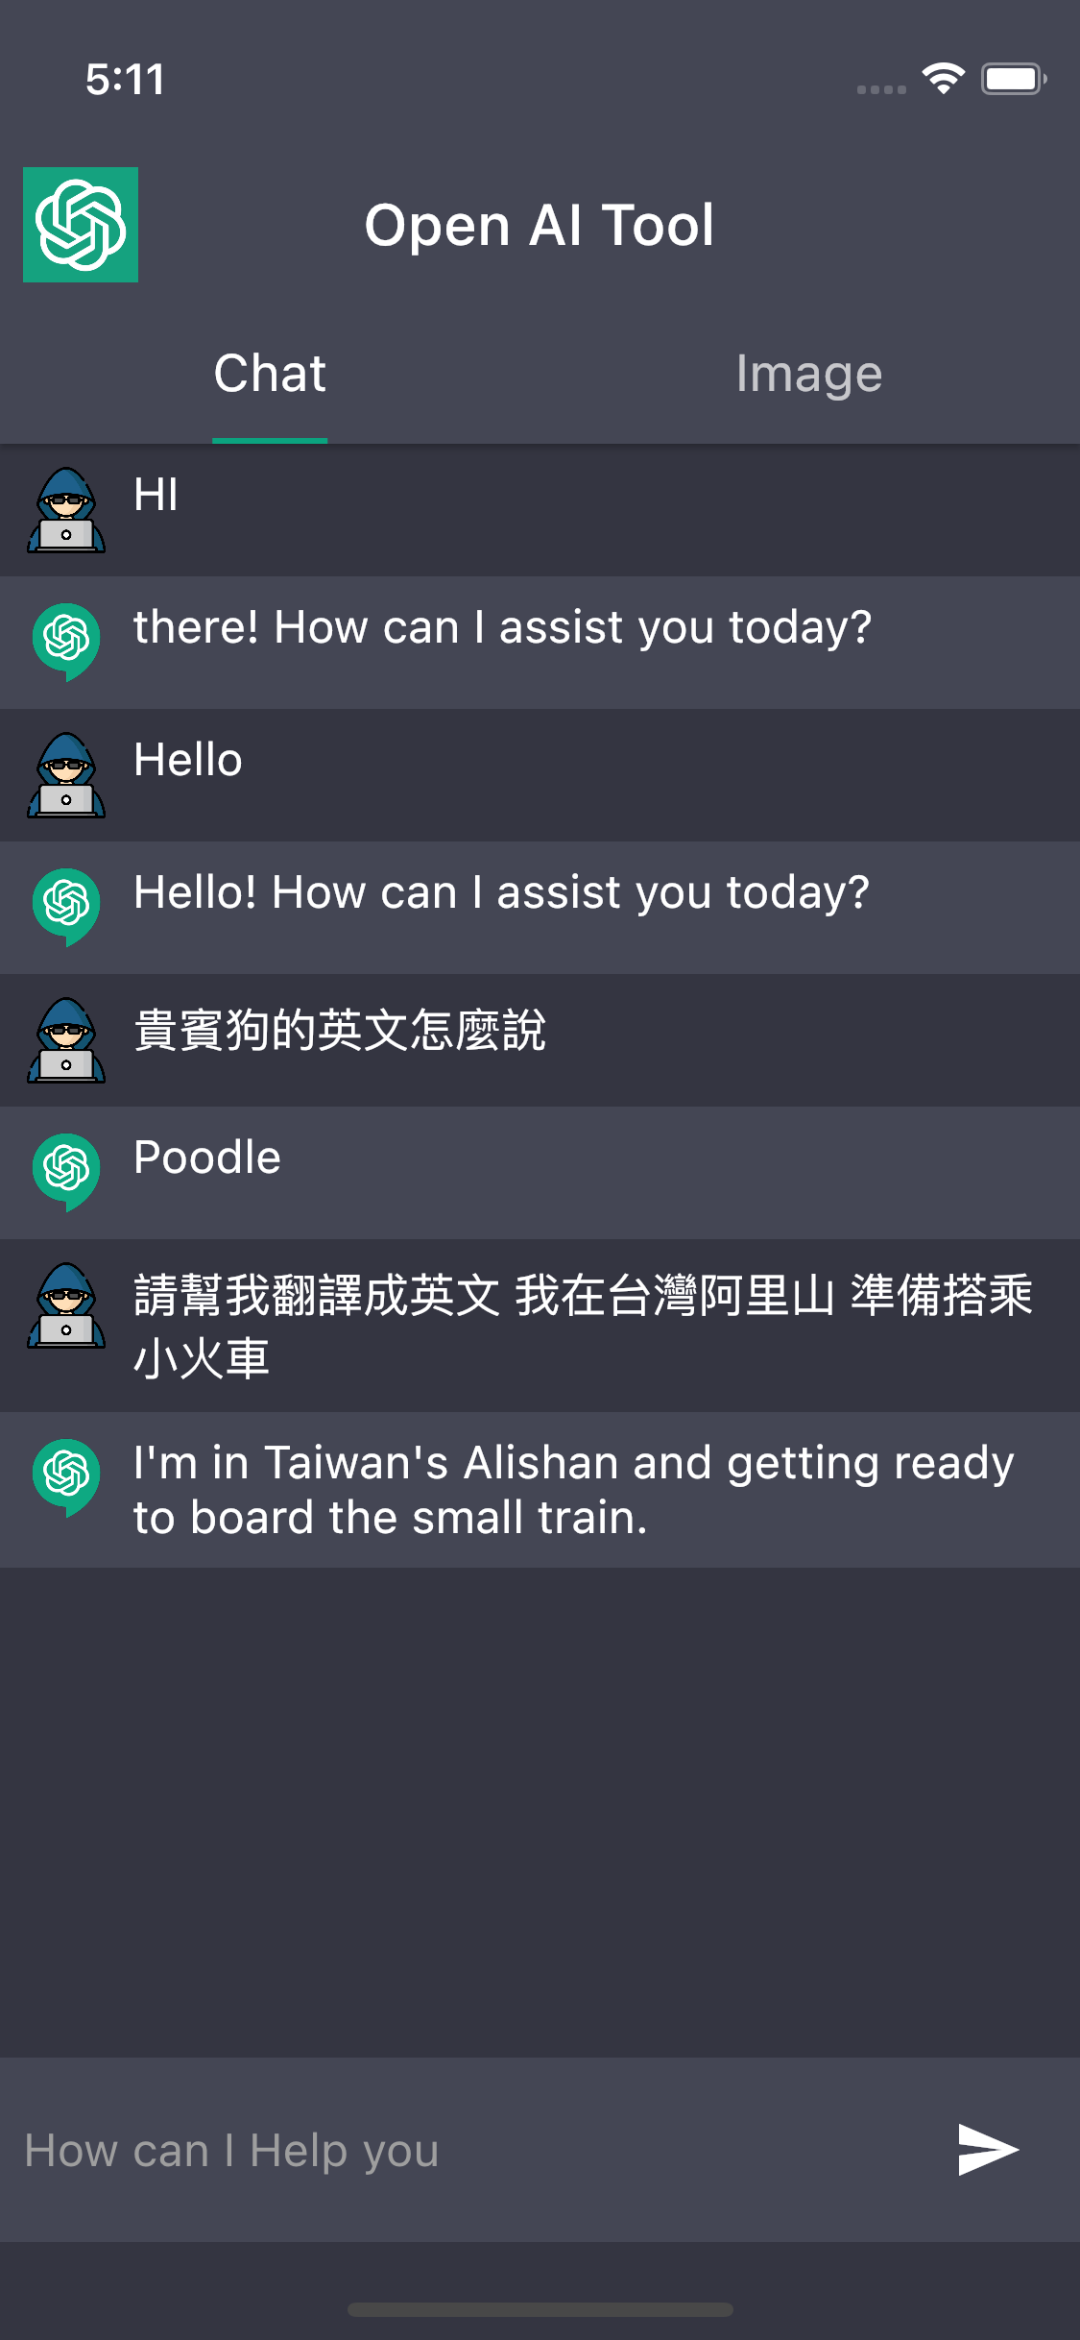 5:11
Open AI Tool
Chat
Image
HI
there! How can I assist you today?
Hello
Hello! How can I assist you today?
貴賓狗的英文怎麼說
Poodle
請幫我翻譯成英文 我在台灣阿里山 準備搭乘
小火車
I'm in Taiwan's Alishan and getting ready
to board the small train.
How can I Help you